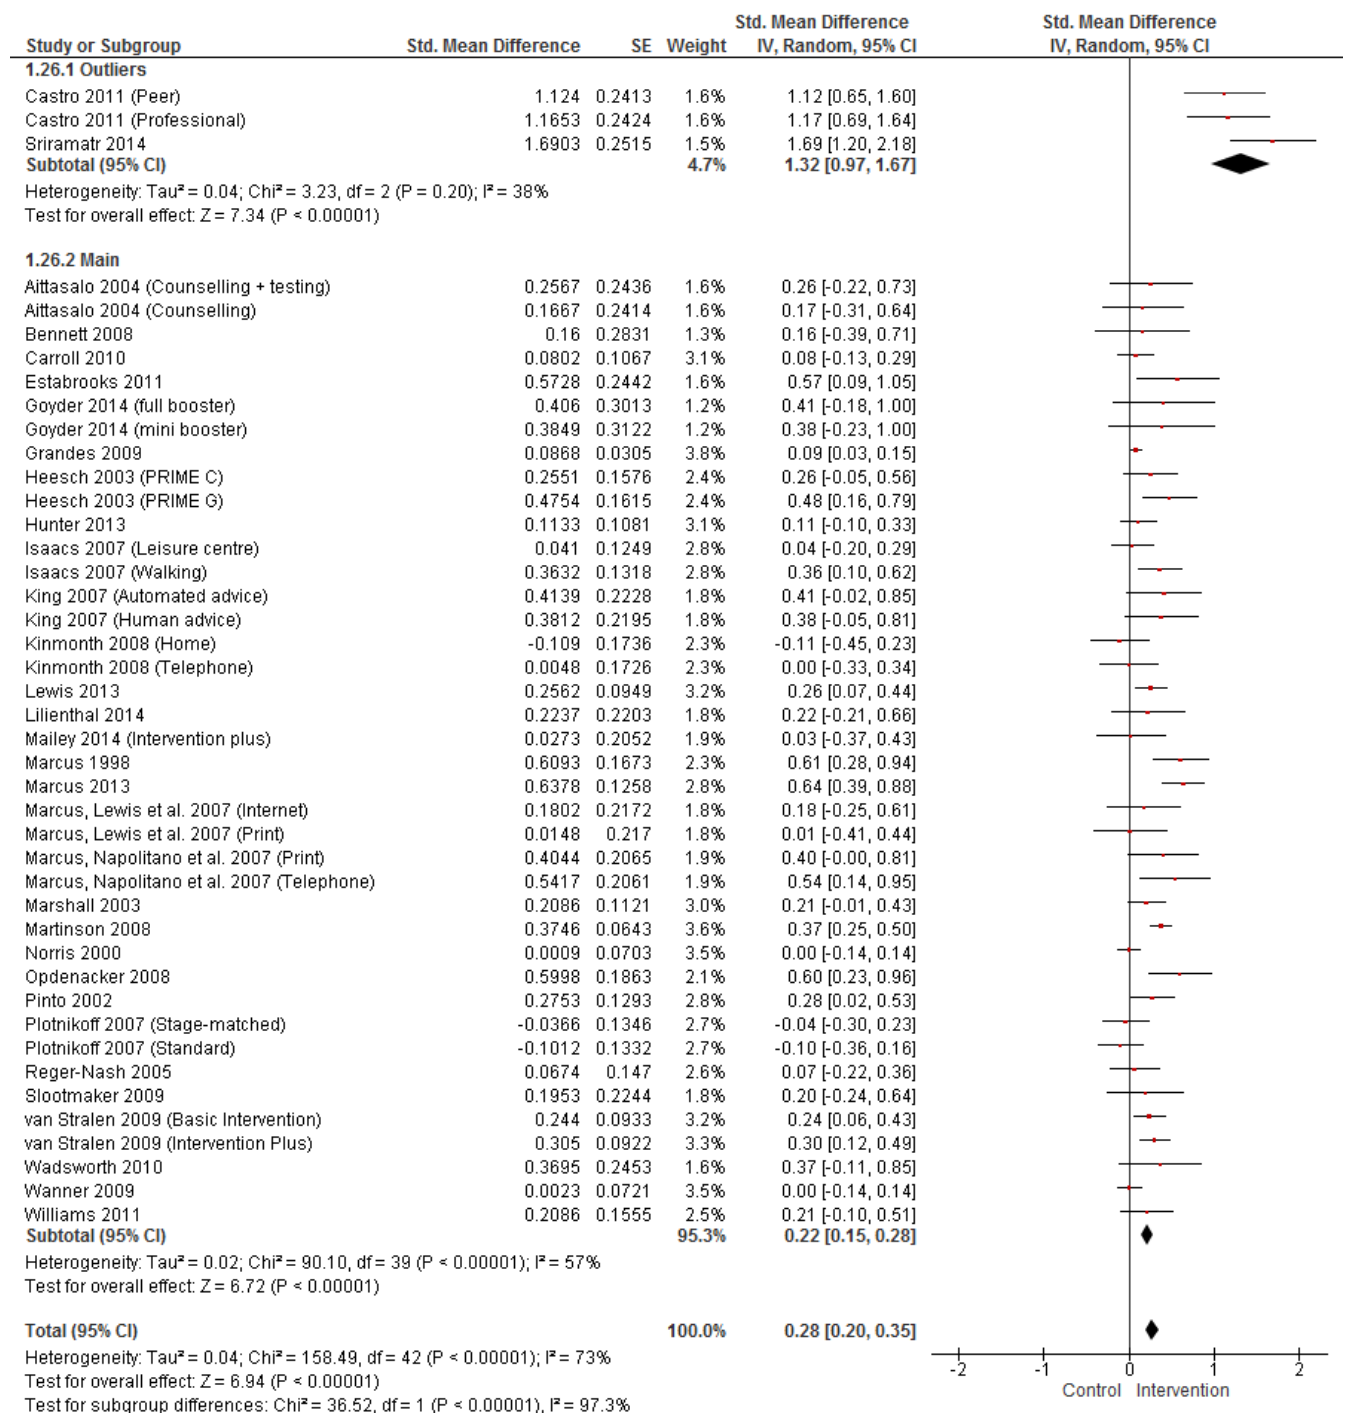 Std. Mean Difference Std. Mean Difference
Study or Subgroup Std. Mean Difference SE Weight IV, Random, 95% CI IV, Random, 95% CI
1.26.1 Outliers
Castro 2011 (Peer) 1.124 0.2413 1.6% 1.12 [0.65, 1.60]
Castro 2011 (Professional) 1.1653 0.2424 1.6% 1.17 [0.69, 1.64]
Sriramatr 2014 1.6903 0.2515 1.5% 1.69 [1.20, 2.18]
Subtotal (95% CI) 4.7% 1.32 [0.97, 1.67]
Heterogeneity: Tau² = 0.04; Chi² = 3.23, df = 2 (P = 0.20); I² = 38%
Test for overall effect: Z = 7.34 (P < 0.00001)
1.26.2 Main
Aittasalo 2004 (Counselling + testing) 0.2567 0.2436 1.6% 0.26 [-0.22, 0.73]
Aittasalo 2004 (Counselling) 0.1667 0.2414 1.6% 0.17 [-0.31, 0.64]
Bennett 2008 0.16 0.2831 1.3% 0.16 [-0.39, 0.71]
Carroll 2010 0.0802 0.1067 3.1% 0.08 [-0.13, 0.29]
Estabrooks 2011 0.5728 0.2442 1.6% 0.57 [0.09, 1.05]
Goyder 2014 (full booster) 0.406 0.3013 1.2% 0.41 [-0.18, 1.00]
Goyder 2014 (mini booster) 0.3849 0.3122 1.2% 0.38 [-0.23, 1.00]
Grandes 2009 0.0868 0.0305 3.8% 0.09 [0.03, 0.15]
Heesch 2003 (PRIME C) 0.2551 0.1576 2.4% 0.26 [-0.05, 0.56]
Heesch 2003 (PRIME G) 0.4754 0.1615 2.4% 0.48 [0.16, 0.79]
Hunter 2013 0.1133 0.1081 3.1% 0.11 [-0.10, 0.33]
Isaacs 2007 (Leisure centre) 0.041 0.1249 2.8% 0.04 [-0.20, 0.29]
Isaacs 2007 (Walking) 0.3632 0.1318 2.8% 0.36 [0.10, 0.62]
King 2007 (Automated advice) 0.4139 0.2228 1.8% 0.41 [-0.02, 0.85]
King 2007 (Human advice) 0.3812 0.2195 1.8% 0.38 [-0.05, 0.81]
Kinmonth 2008 (Home) -0.109 0.1736 2.3% -0.11 [-0.45, 0.23]
Kinmonth 2008 (Telephone) 0.0048 0.1726 2.3% 0.00 [-0.33, 0.34]
Lewis 2013 0.2562 0.0949 3.2% 0.26 [0.07, 0.44]
Lilienthal 2014 0.2237 0.2203 1.8% 0.22 [-0.21, 0.66]
Mailey 2014 (Intervention plus) 0.0273 0.2052 1.9% 0.03 [-0.37, 0.43]
Marcus 1998 0.6093 0.1673 2.3% 0.61 [0.28, 0.94]
Marcus 2013 0.6378 0.1258 2.8% 0.64 [0.39, 0.88]
Marcus, Lewis et al. 2007 (Internet) 0.1802 0.2172 1.8% 0.18 [-0.25, 0.61]
Marcus, Lewis et al. 2007 (Print) 0.0148 0.217 1.8% 0.01 [-0.41, 0.44]
Marcus, Napolitano et al. 2007 (Print) 0.4044 0.2065 1.9% 0.40 [-0.00, 0.81]
Marcus, Napolitano et al. 2007 (Telephone) 0.5417 0.2061 1.9% 0.54 [0.14, 0.95]
Marshall 2003 0.2086 0.1121 3.0% 0.21 [-0.01, 0.43]
Martinson 2008 0.3746 0.0643 3.6% 0.37 [0.25, 0.50]
Norris 2000 0.0009 0.0703 3.5% 0.00 [-0.14, 0.14]
Opdenacker 2008 0.5998 0.1863 2.1% 0.60 [0.23, 0.96]
Pinto 2002 0.2753 0.1293 2.8% 0.28 [0.02, 0.53]
Plotnikoff 2007 (Stage-matched) -0.0366 0.1346 2.7% -0.04 [-0.30, 0.23]
Plotnikoff 2007 (Standard) -0.1012 0.1332 2.7% -0.10 [-0.36, 0.16]
Reger-Nash 2005 0.0674 0.147 2.6% 0.07 [-0.22, 0.36]
Slootmaker 2009 0.1953 0.2244 1.8% 0.20 [-0.24, 0.64]
van Stralen 2009 (Basic Intervention) 0.244 0.0933 3.2% 0.24 [0.06, 0.43]
van Stralen 2009 (Intervention Plus) 0.305 0.0922 3.3% 0.30 [0.12, 0.49]
Wadsworth 2010 0.3695 0.2453 1.6% 0.37 [-0.11, 0.85]
Wanner 2009 0.0023 0.0721 3.5% 0.00 [-0.14, 0.14]
Williams 2011 0.2086 0.1555 2.5% 0.21 [-0.10, 0.51]
Subtotal (95% CI) 95.3% 0.22 [0.15, 0.28]
Heterogeneity: Tau² = 0.02; Chi² = 90.10, df = 39 (P < 0.00001); I² = 57%
Test for overall effect: Z = 6.72 (P < 0.00001)
Total (95% CI) 100.0% 0.28 [0.20, 0.35]
Heterogeneity: Tau² = 0.04; Chi² = 158.49, df = 42 (P < 0.00001); I² = 73%
Test for overall effect: Z = 6.94 (P < 0.00001)
Test for subgroup differences: Chi² = 36.52, df = 1 (P < 0.00001), I² = 97.3%
-2 -1 0 1 2
Control Intervention